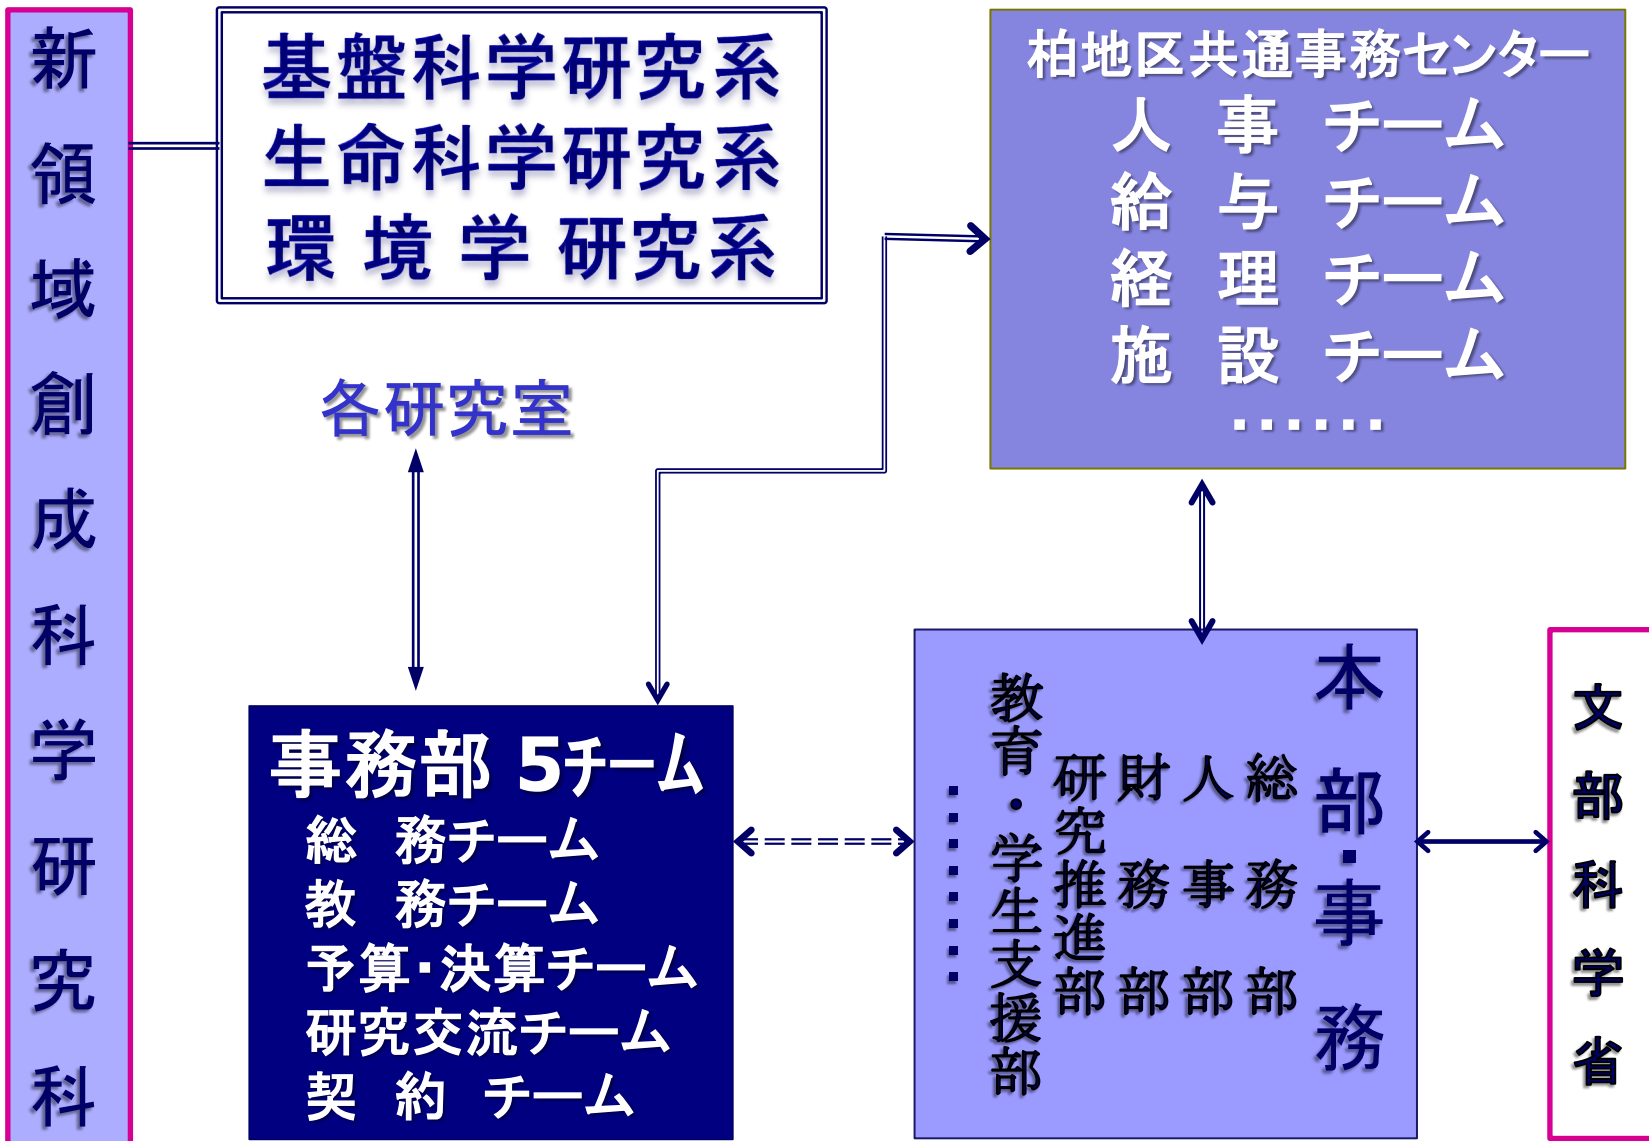 新領域創成科学研究科
基盤科学研究系
生命科学研究系
環 境 学 研究系
柏地区共通事務センター
人 事 チーム
給 与 チーム
経 理 チーム
施 設 チーム
......
各研究室
事務部 5チーム
総 務チーム
教 務チーム
予算・決算チーム
研究交流チーム
契 約 チーム
本 部・事 務
総 務 部
人 事 部
財 務 部
研究推進部
教育・学生支援部
........
文部科学省